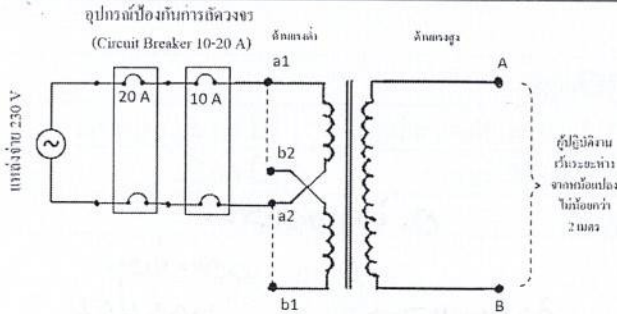 อุปกรณ์ป้องกันการลัดวงจร
(Circuit Breaker 10-20 A)
ด้านแรงต่ำ
ด้านแรงสูง
a1
A
20 A
10 A
แหล่งจ่าย 230 V
b2
a2
b1
B
ผู้ปฏิบัติงาน
เว้นระยะห่าง
จากหม้อแปลง
ไม่น้อยกว่า
2 เมตร